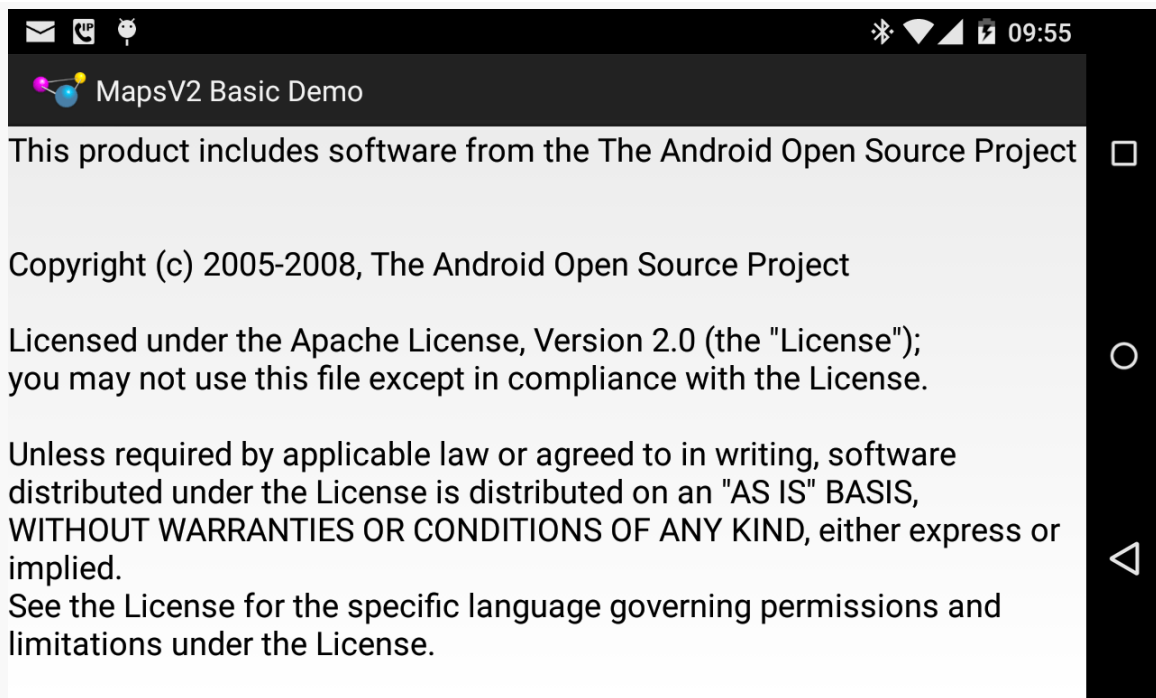 IP
09:55
MapsV2 Basic Demo
This product includes software from the The Android Open Source Project
Copyright (c) 2005-2008, The Android Open Source Project
Licensed under the Apache License, Version 2.0 (the "License");
you may not use this file except in compliance with the License.
Unless required by applicable law or agreed to in writing, software
distributed under the License is distributed on an "AS IS" BASIS,
WITHOUT WARRANTIES OR CONDITIONS OF ANY KIND, either express or
implied.
See the License for the specific language governing permissions and
limitations under the License.